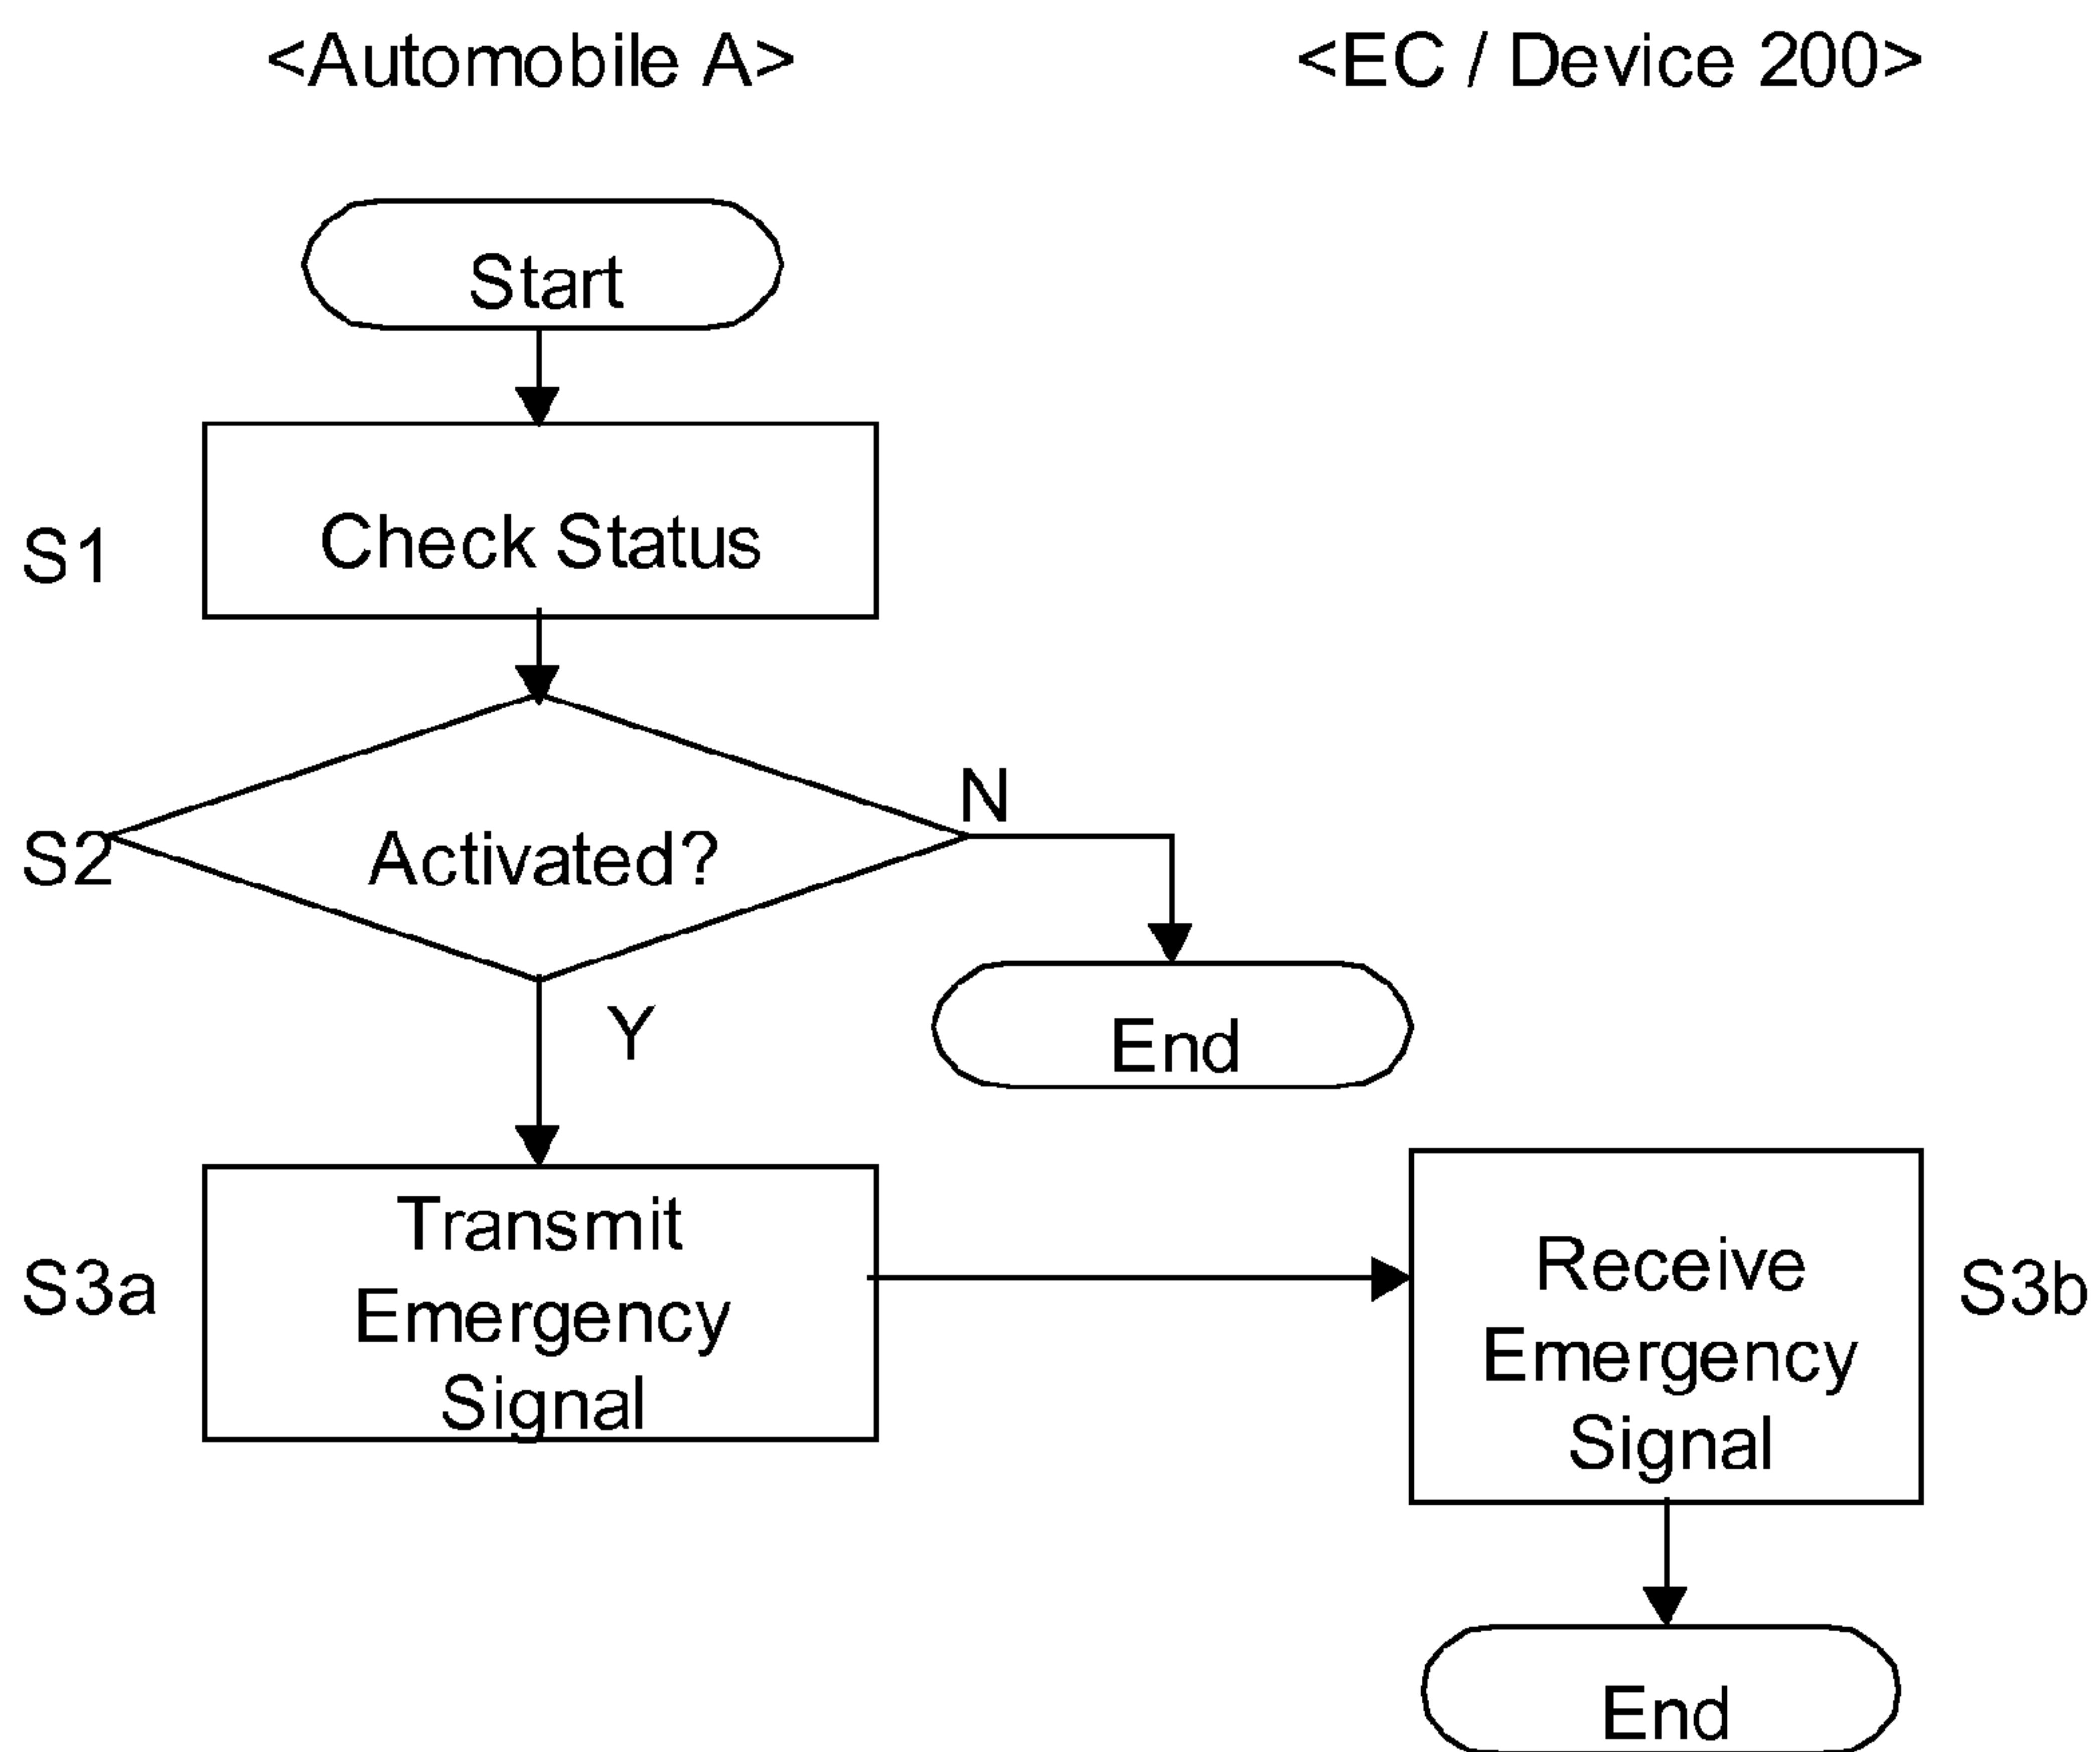 <Automobile A>
<EC / Device 200>
Start
S1
Check Status
S2
Activated?
N
End
Y
S3a
Transmit
Emergency
Signal
Receive
Emergency
Signal
S3b
End